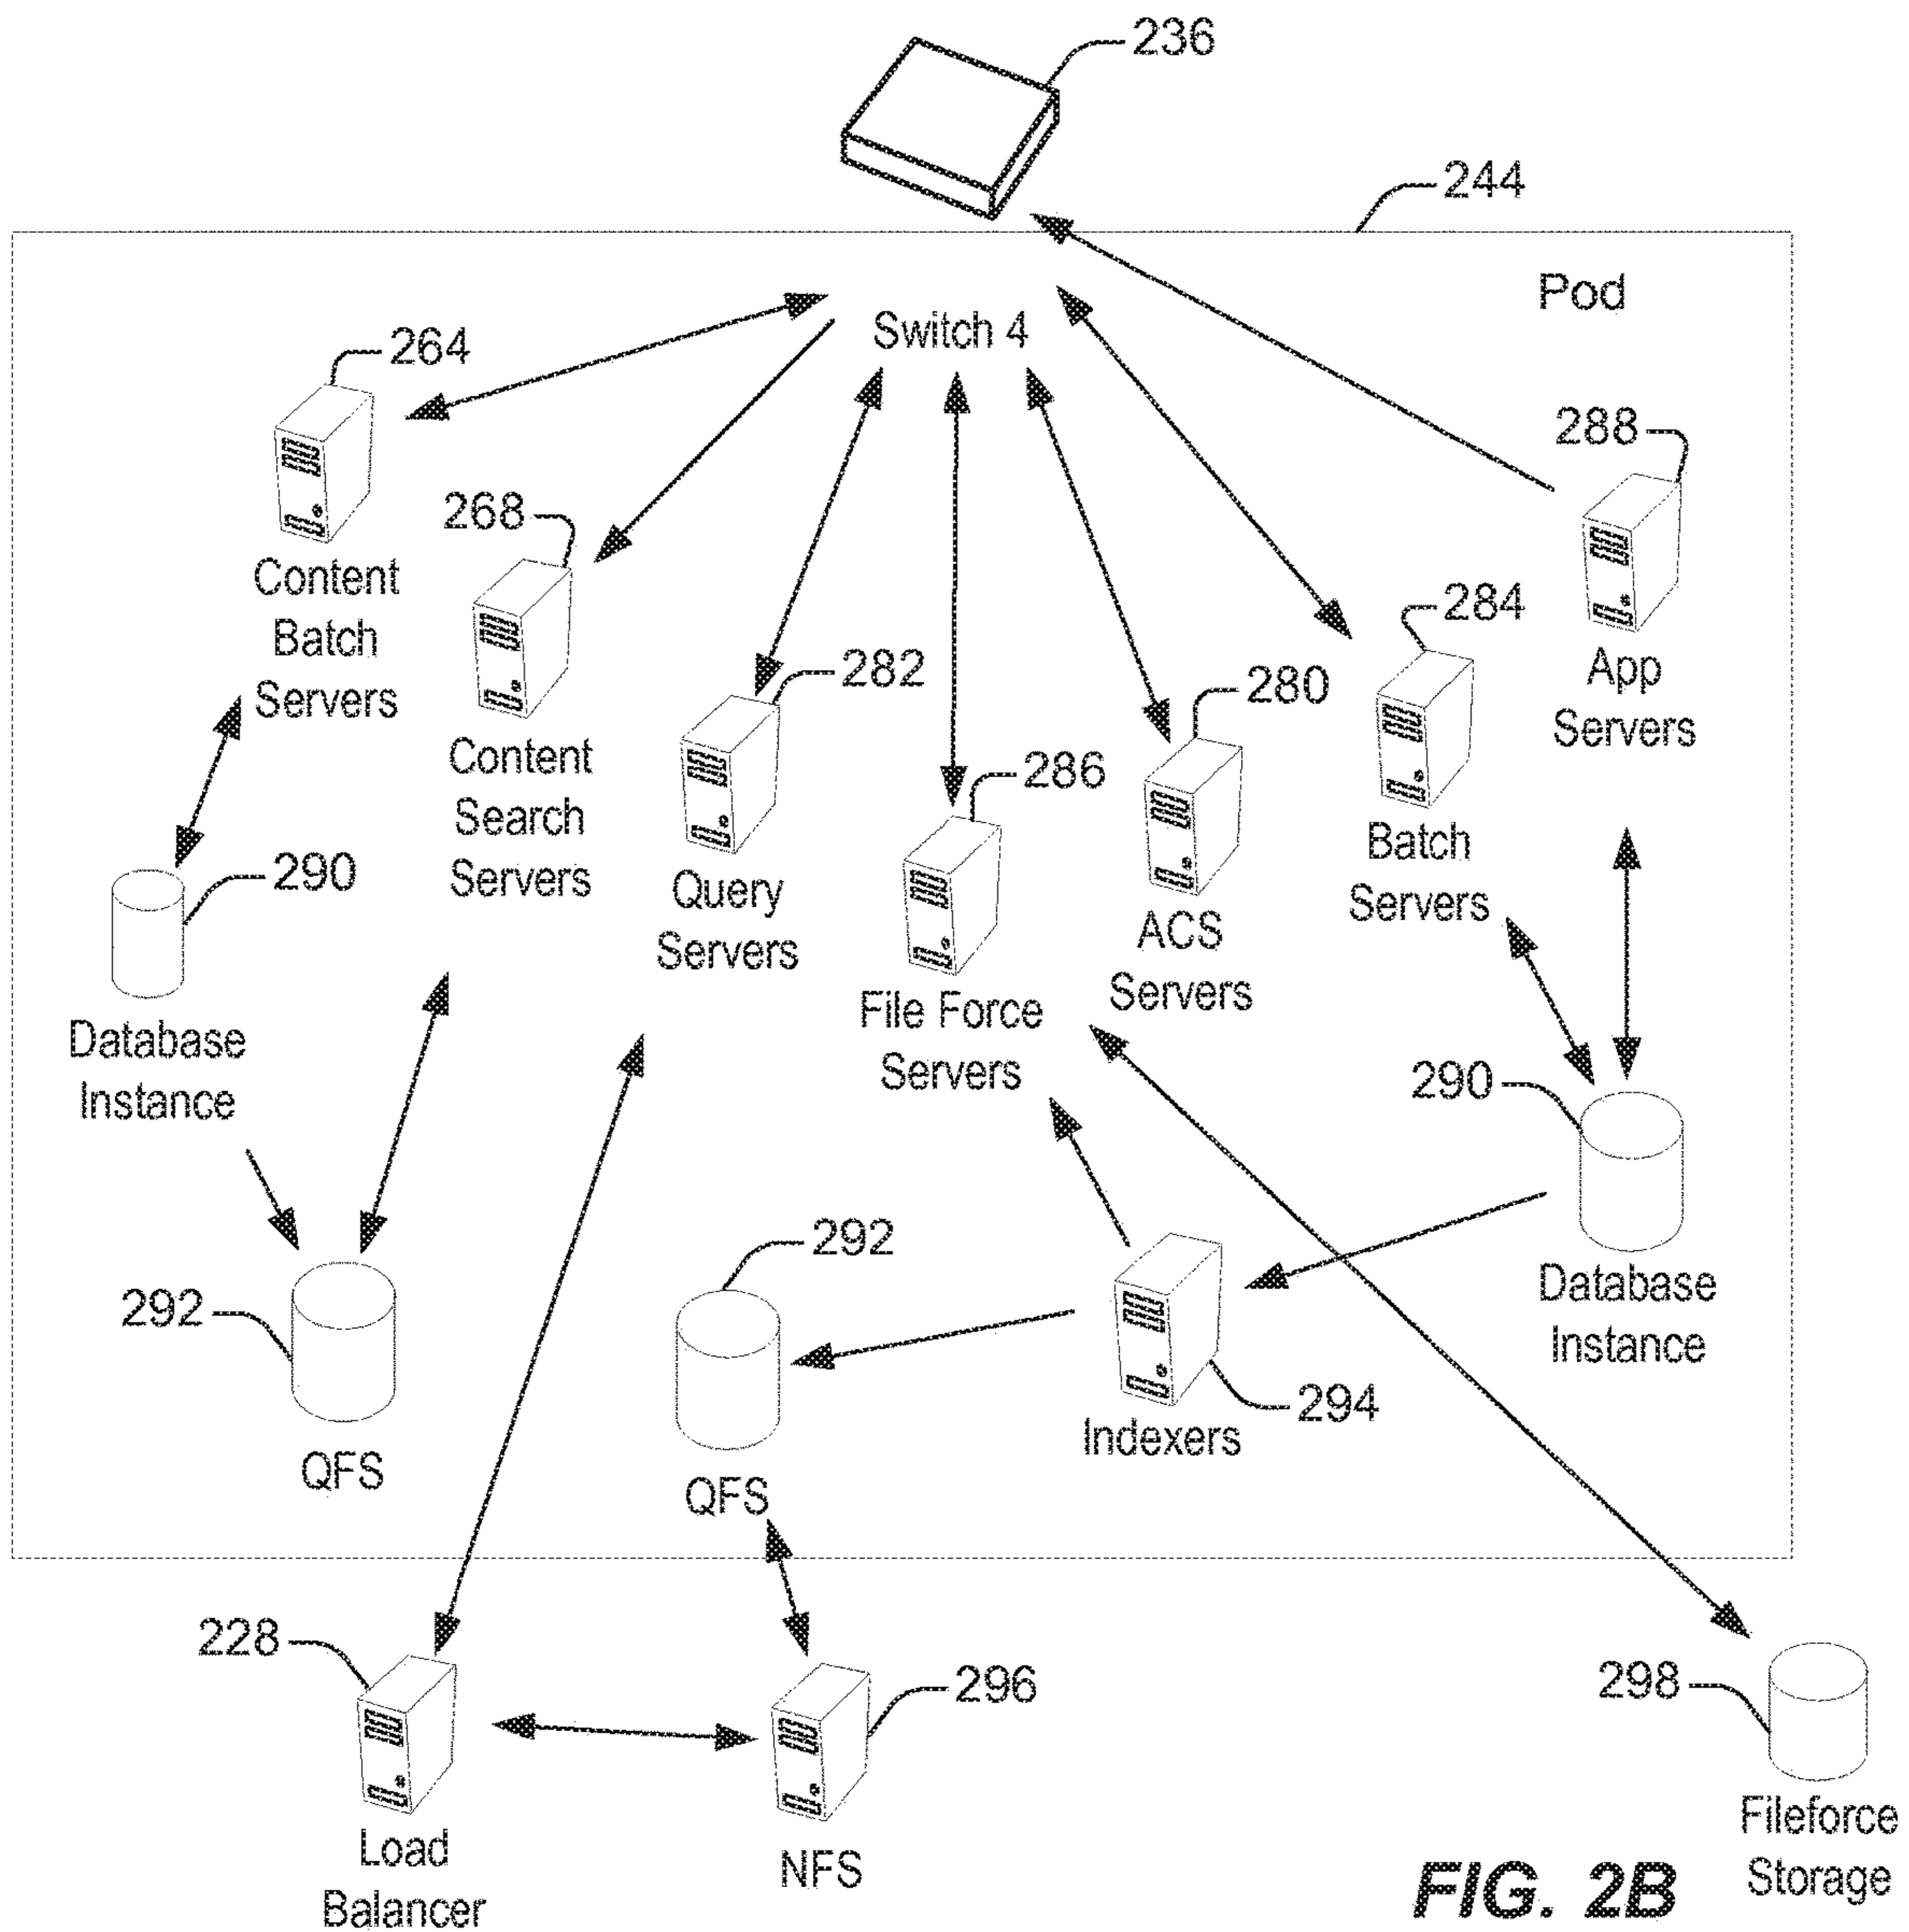 236
244
Pod
Switch 4
264
288
268
Content
Batch
Servers
284
282
280
App
Servers
Content
Search
Servers
286
Batch
Servers
290
Query
Servers
ACS
Servers
File Force
Servers
Database
Instance
290
292
292
Database
Instance
294
Indexers
QFS
QFS
228
296
298
Load
Balancer
NFS
Fileforce
Storage
FIG. 2B